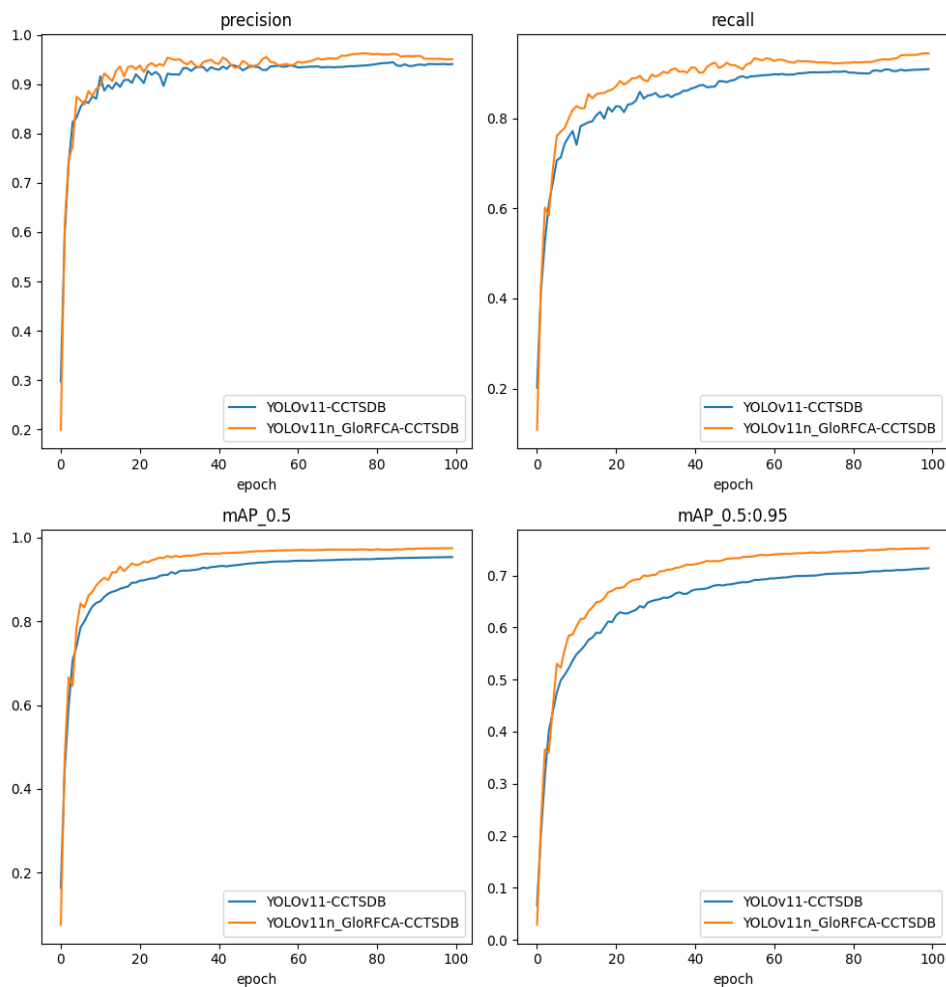 precision
1.0
0.9
0.8
0.7
0.6
0.5
0.4
0.3
0.2
0 20 40 60 80 100
epoch
YOLOv11-CCTSDB
YOLOv11n_GloRFCA-CCTSDB
recall
0.8
0.6
0.4
0.2
0 20 40 60 80 100
epoch
YOLOv11-CCTSDB
YOLOv11n_GloRFCA-CCTSDB
mAP_0.5
1.0
0.8
0.6
0.4
0.2
0 20 40 60 80 100
epoch
YOLOv11-CCTSDB
YOLOv11n_GloRFCA-CCTSDB
mAP_0.5:0.95
0.7
0.6
0.5
0.4
0.3
0.2
0.1
0.0
0 20 40 60 80 100
epoch
YOLOv11-CCTSDB
YOLOv11n_GloRFCA-CCTSDB